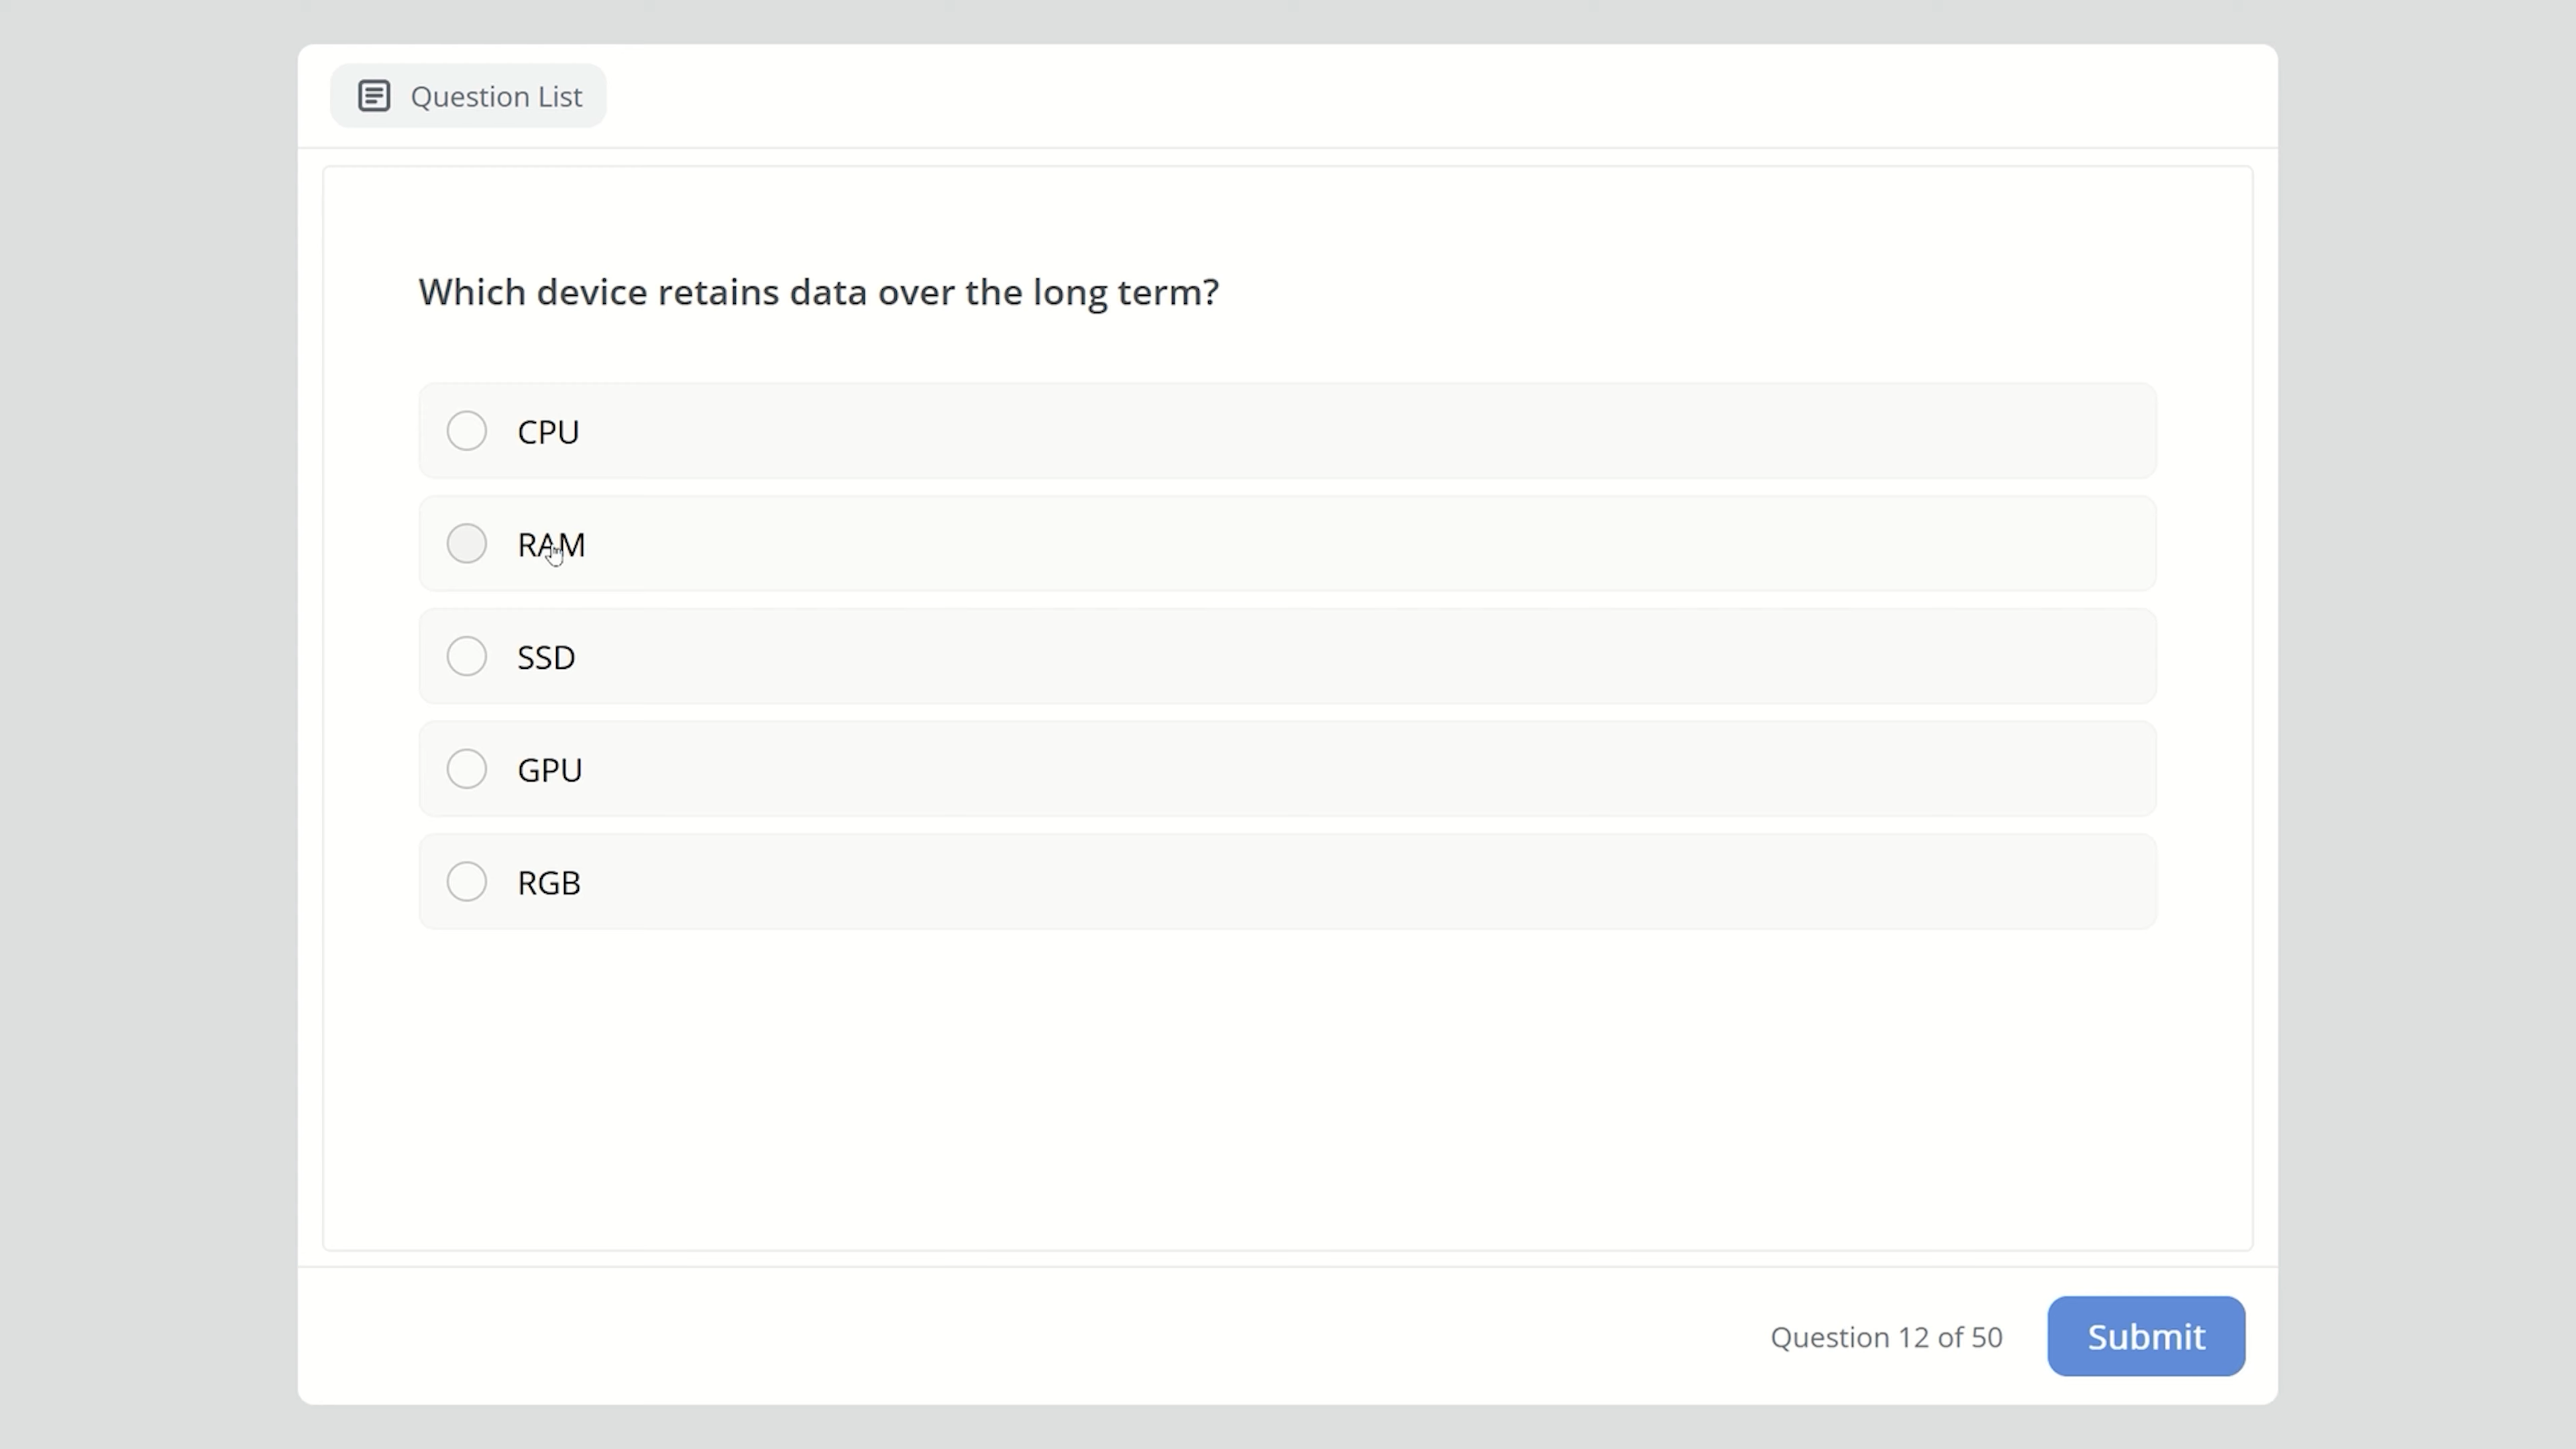 Question List
Which device retains data over the long term?
CPU
RAM
SSD
GPU
RGB
Question 12 of 50
Submit